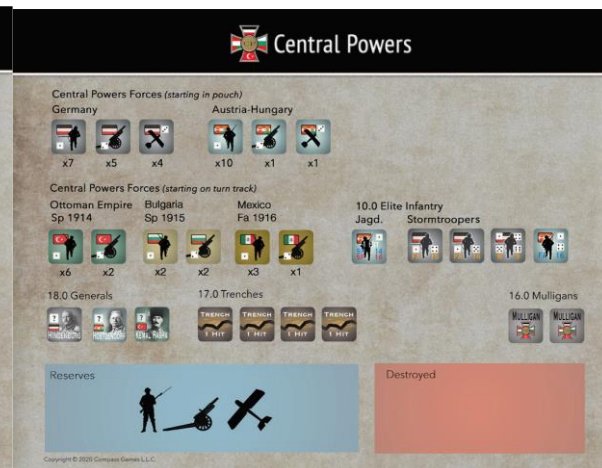 Central Powers
Central Powers Forces (starting in pouch)
Germany Austria-Hungary
x7 x5 x4 x10 x1 x1
Central Powers Forces (starting on turn track)
Ottoman Empire Bulgaria Mexico 10.0 Elite Infantry
Sp 1914 Sp 1915 Fa 1916 Jagd. Stormtroopers
x6 x2 x2 x2 x3 x1
18.0 Generals 17.0 Trenches 16.0 Mulligans
HINDENBURG KEMAL PASHA
TRENCH TRENCH TRENCH TRENCH
1 HIT 1 HIT 1 HIT 1 HIT
MULLIGAN MULLIGAN
Reserves Destroyed
Copyright © 2020 Compass Games L.L.C.